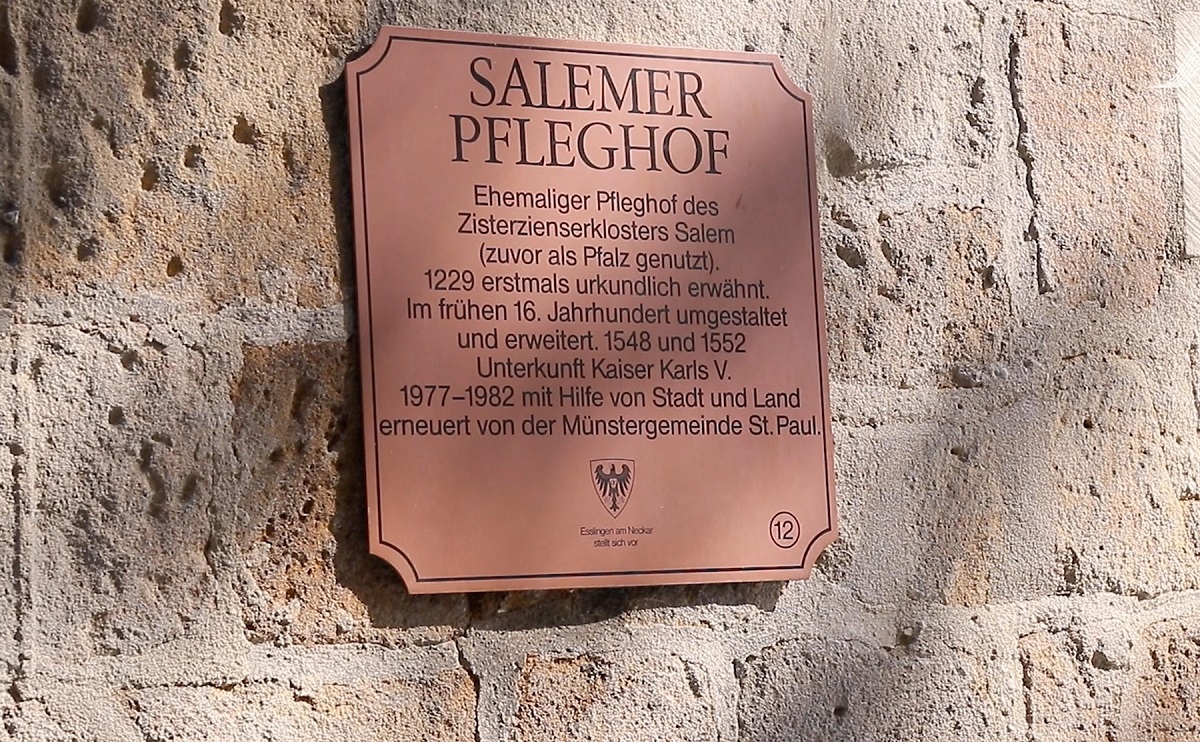 SALEMER
PFLEGHOF
Ehemaliger Pfleghof des
Zisterzienserklosters Salem
(zuvor als Pfalz genutzt).
1229 erstmals urkundlich erwähnt.
Im frühen 16. Jahrhundert umgestaltet
und erweitert. 1548 und 1552
Unterkunft Kaiser Karls V.
1977–1982 mit Hilfe von Stadt und Land
erneuert von der Münstergemeinde St. Paul.
Esslingen am Neckar
stellt sich vor
12